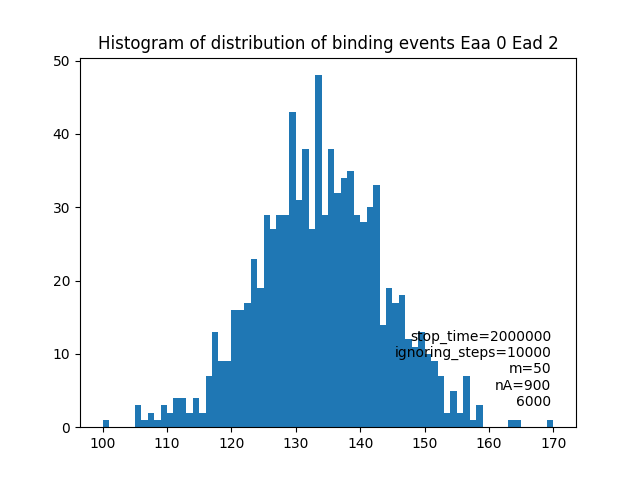 Histogram of distribution of binding events Eaa 0 Ead 2
50
40
30
20
10
0
stop_time=2000000
ignoring_steps=10000
m=50
nA=900
6000
100 110 120 130 140 150 160 170